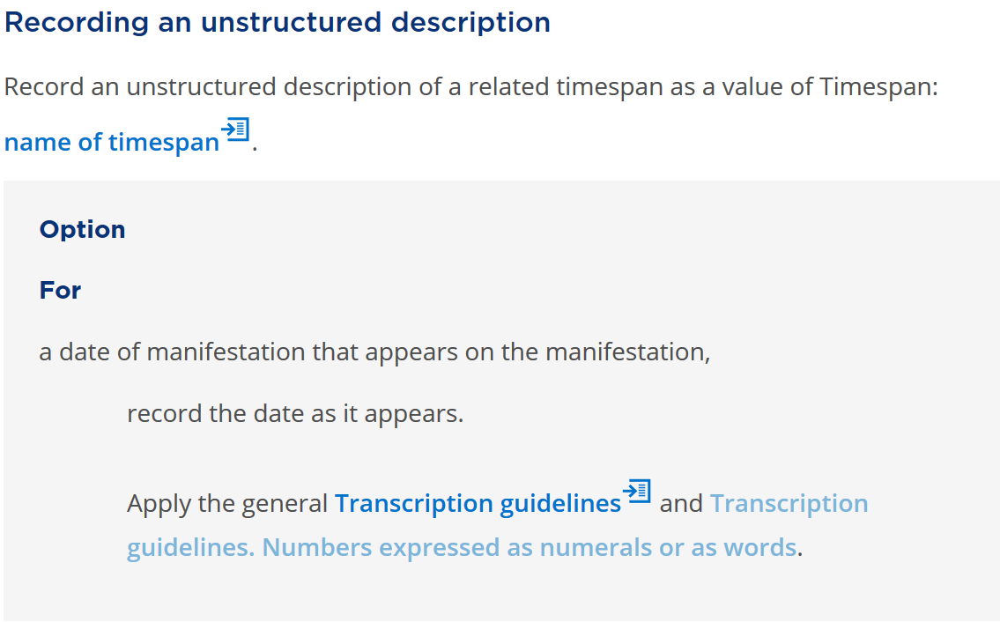 Recording an unstructured description
Record an unstructured description of a related timespan as a value of Timespan:
name of timespan.
Option
For
a date of manifestation that appears on the manifestation,
record the date as it appears.
Apply the general Transcription guidelines and Transcription
guidelines. Numbers expressed as numerals or as words.